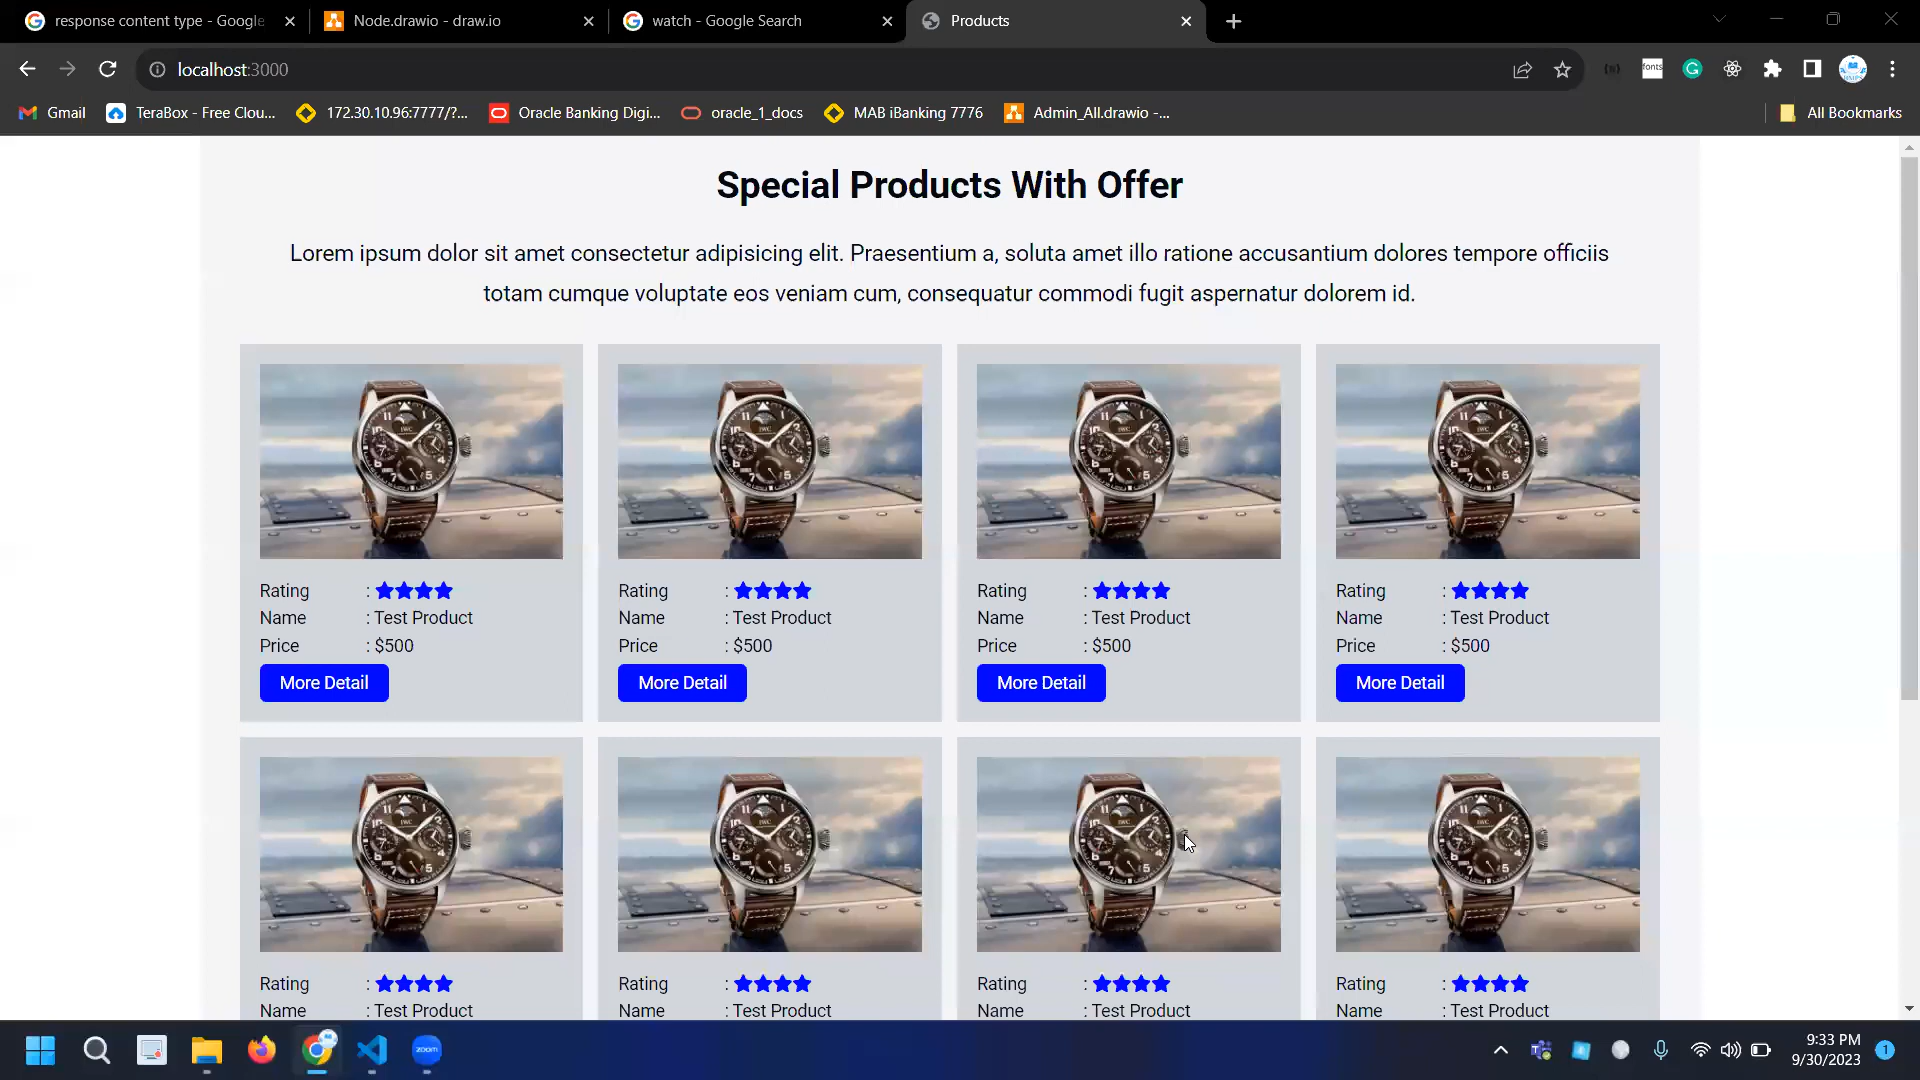 response content type - Google
Node.drawio - draw.io
watch - Google Search
Products
localhost:3000
fonts
Gmail
TeraBox - Free Clou...
172.30.10.96:7777/?...
Oracle Banking Digi...
oracle_1_docs
MAB iBanking 7776
Admin_All.drawio -...
All Bookmarks
Special Products With Offer
Lorem ipsum dolor sit amet consectetur adipisicing elit. Praesentium a, soluta amet illo ratione accusantium dolores tempore officiis
totam cumque voluptate eos veniam cum, consequatur commodi fugit aspernatur dolorem id.
Rating :
Name : Test Product
Price : $500
More Detail
Rating :
Name : Test Product
Price : $500
More Detail
Rating :
Name : Test Product
Price : $500
More Detail
Rating :
Name : Test Product
Price : $500
More Detail
Rating :
Name : Test Product
Rating :
Name : Test Product
Rating :
Name : Test Product
Rating :
Name : Test Product
zoom
9:33 PM
9/30/2023
1